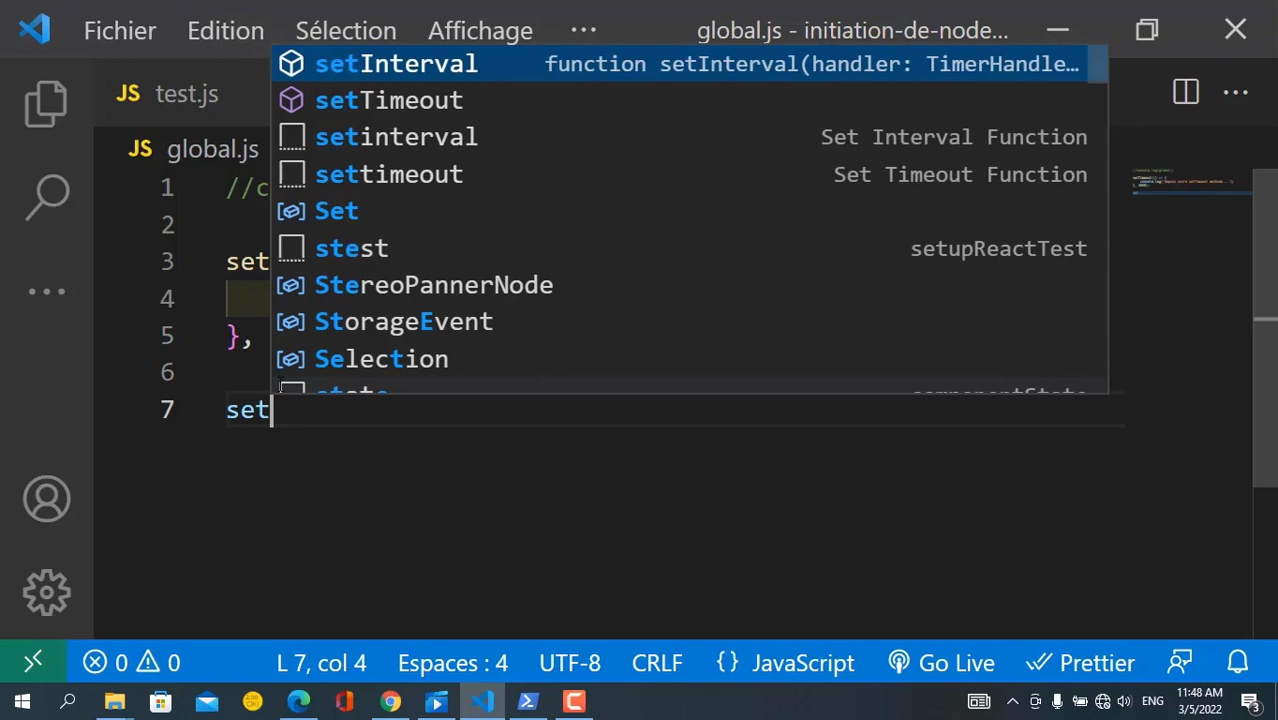 Fichier Edition Sélection Affichage ··· global.js - initiation-de-node...
JS test.js
JS global.js
setInterval function setInterval(handler: TimerHandle…
setTimeout
setinterval Set Interval Function
settimeout Set Timeout Function
Set
stest setupReactTest
StereoPannerNode
StorageEvent
Selection
1 //c
2
3 set
4
5 },
6
7 set
0 0 L 7, col 4 Espaces : 4 UTF-8 CRLF {} JavaScript Go Live Prettier
ENG 11:48 AM
3/5/2022
3